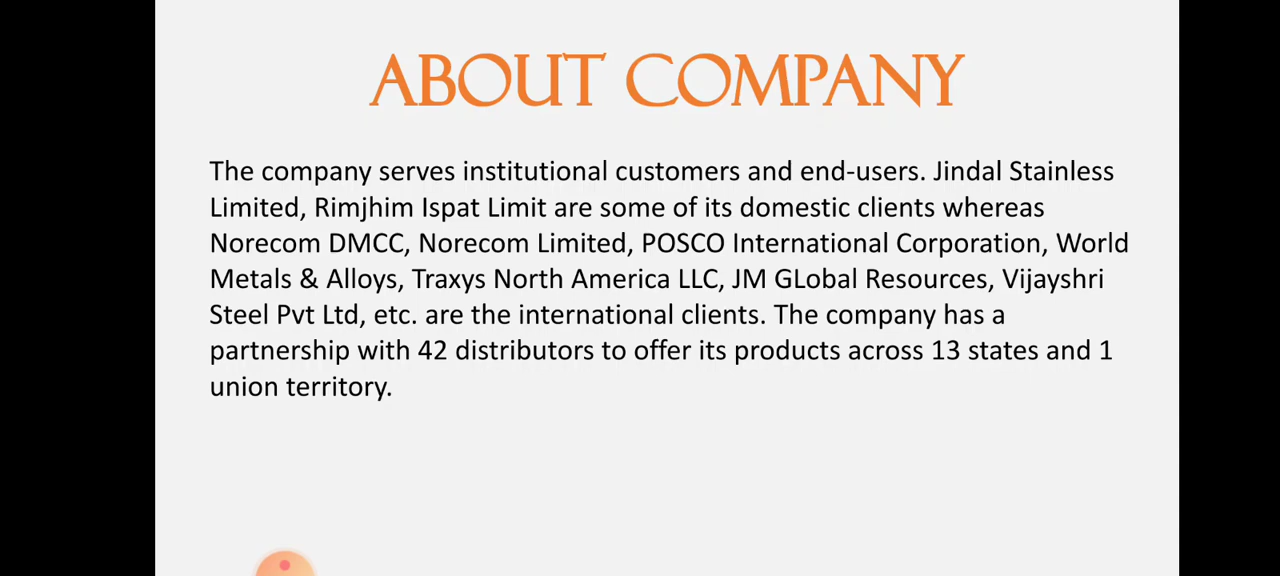 ABOUT COMPANY
The company serves institutional customers and end-users. Jindal Stainless
Limited, Rimjhim Ispat Limit are some of its domestic clients whereas
Norecom DMCC, Norecom Limited, POSCO International Corporation, World
Metals & Alloys, Traxys North America LLC, JM GLobal Resources, Vijayshri
Steel Pvt Ltd, etc. are the international clients. The company has a
partnership with 42 distributors to offer its products across 13 states and 1
union territory.